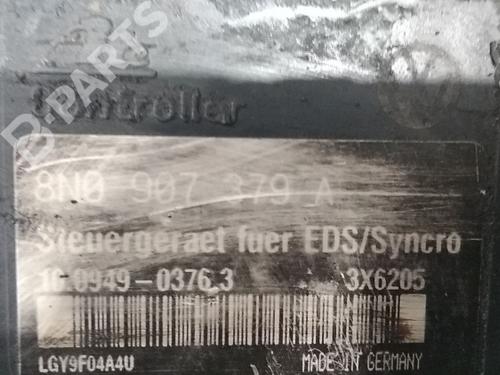 B-PARTS
Controller
8N0 907 379 A
Steuergeraet fuer EDS/Syncro
10.0949-0376.3 3X6205
LGY9F04A4U MADE IN GERMANY